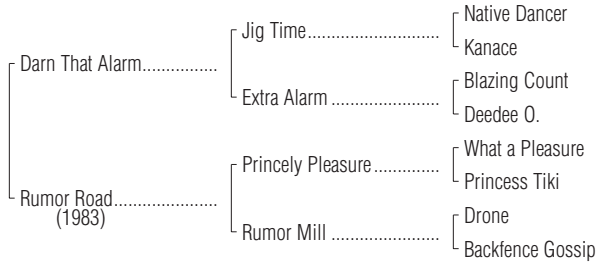 Native Dancer
Jig Time
Kanace
Darn That Alarm
Blazing Count
Extra Alarm
Deedee O.
What a Pleasure
Princely Pleasure
Princess Tiki
Rumor Road
(1983)
Drone
Rumor Mill
Backfence Gossip